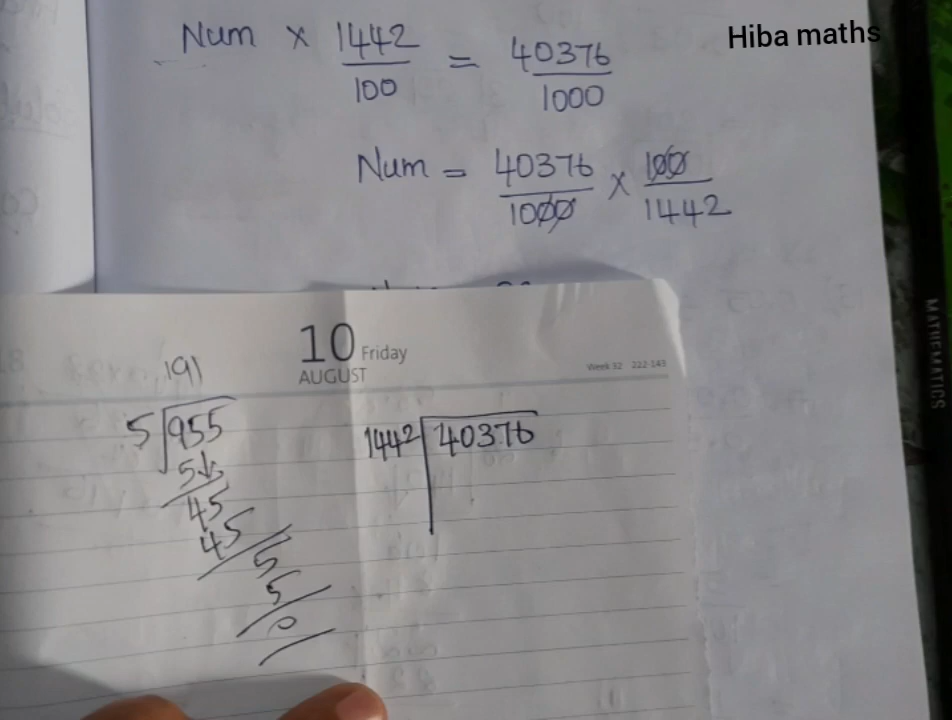 Hiba maths
Num × 1442/100 = 40376/1000
Num = 40376/1000 × 100/1442
10 Friday
AUGUST
Week 32 222-143
MATHEMATICS
191
5 955
5↓
45
45
5
5
0
1442 40376